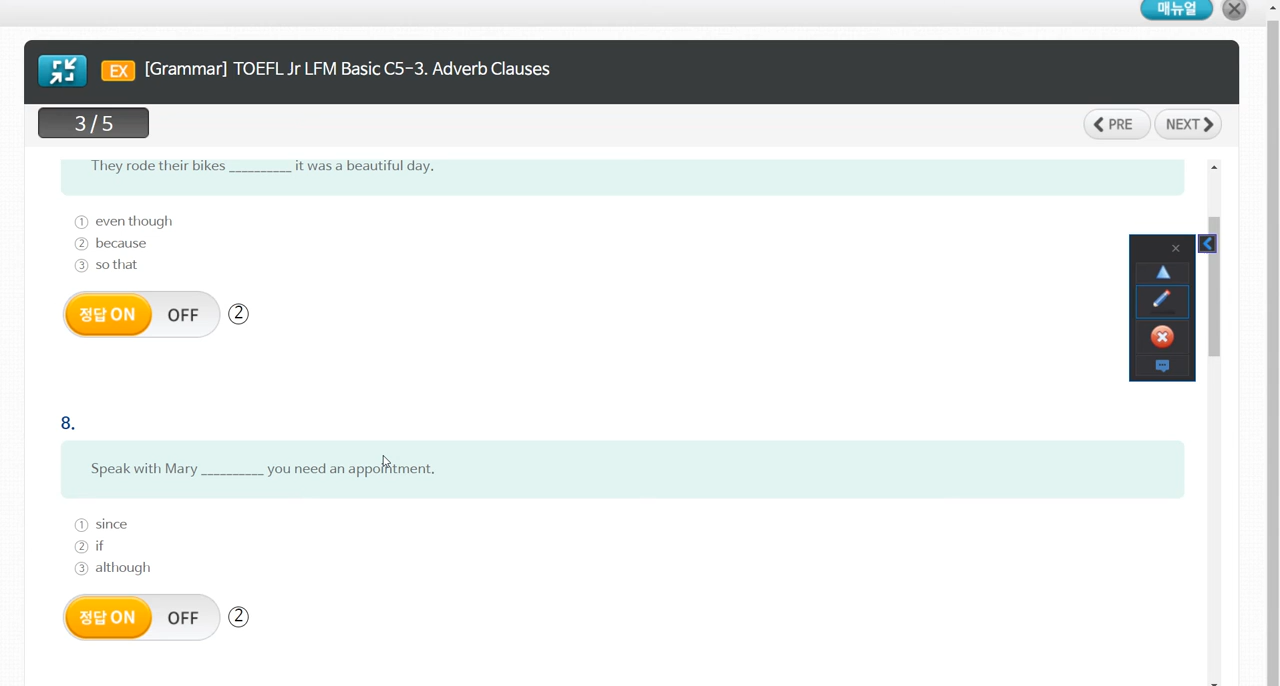 매뉴얼
EX [Grammar] TOEFL Jr LFM Basic C5-3. Adverb Clauses
3 / 5
PRE NEXT
They rode their bikes __________ it was a beautiful day.
① even though
② because
③ so that
정답 ON OFF ②
8.
Speak with Mary __________ you need an appointment.
① since
② if
③ although
정답 ON OFF ②